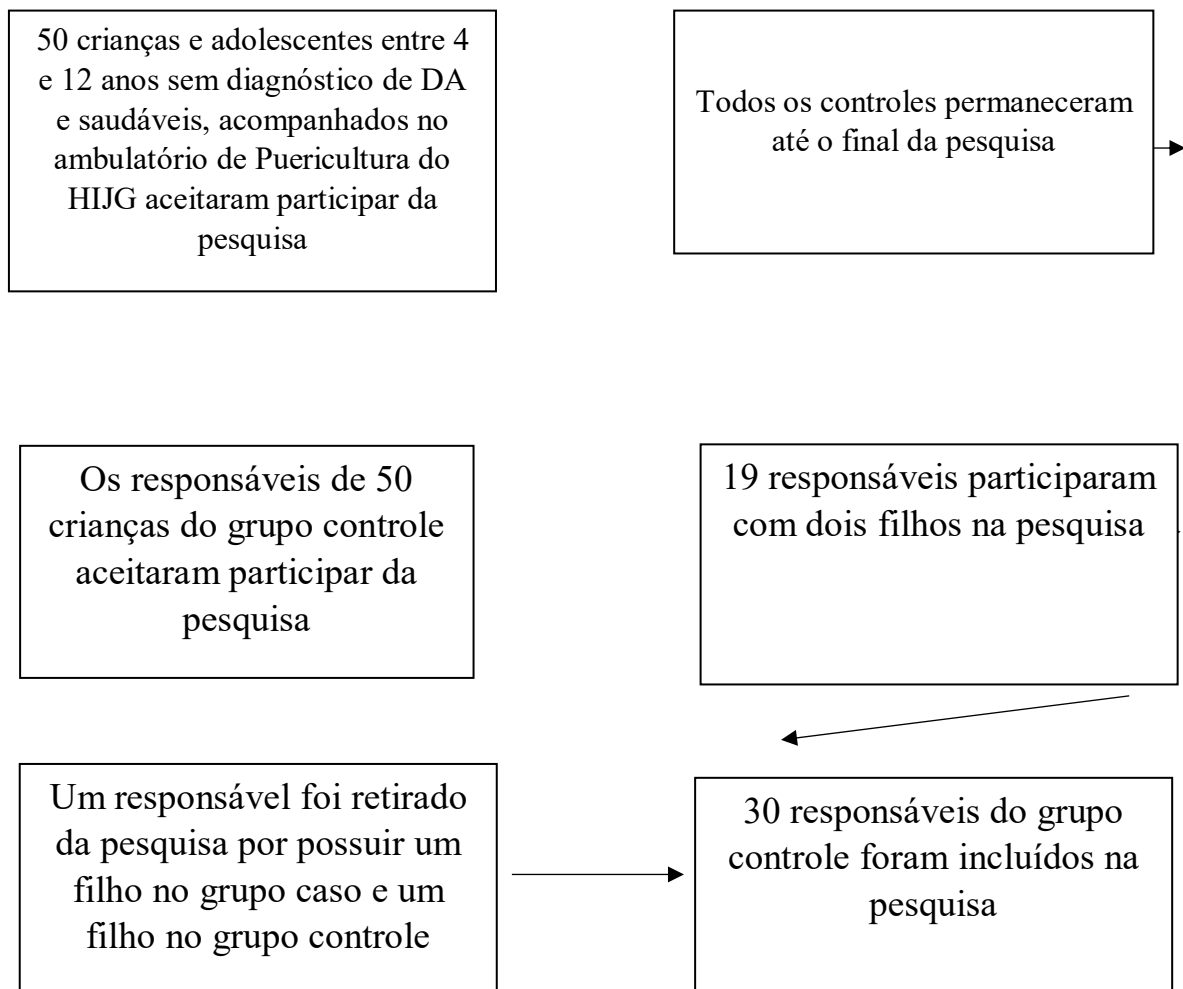 50 crianças e adolescentes entre 4
e 12 anos sem diagnóstico de DA
e saudáveis, acompanhados no
ambulatório de Puericultura do
HIJG aceitaram participar da
pesquisa
Todos os controles permaneceram
até o final da pesquisa
Os responsáveis de 50
crianças do grupo controle
aceitaram participar da
pesquisa
19 responsáveis participaram
com dois filhos na pesquisa
Um responsável foi retirado
da pesquisa por possuir um
filho no grupo caso e um
filho no grupo controle
30 responsáveis do grupo
controle foram incluídos na
pesquisa